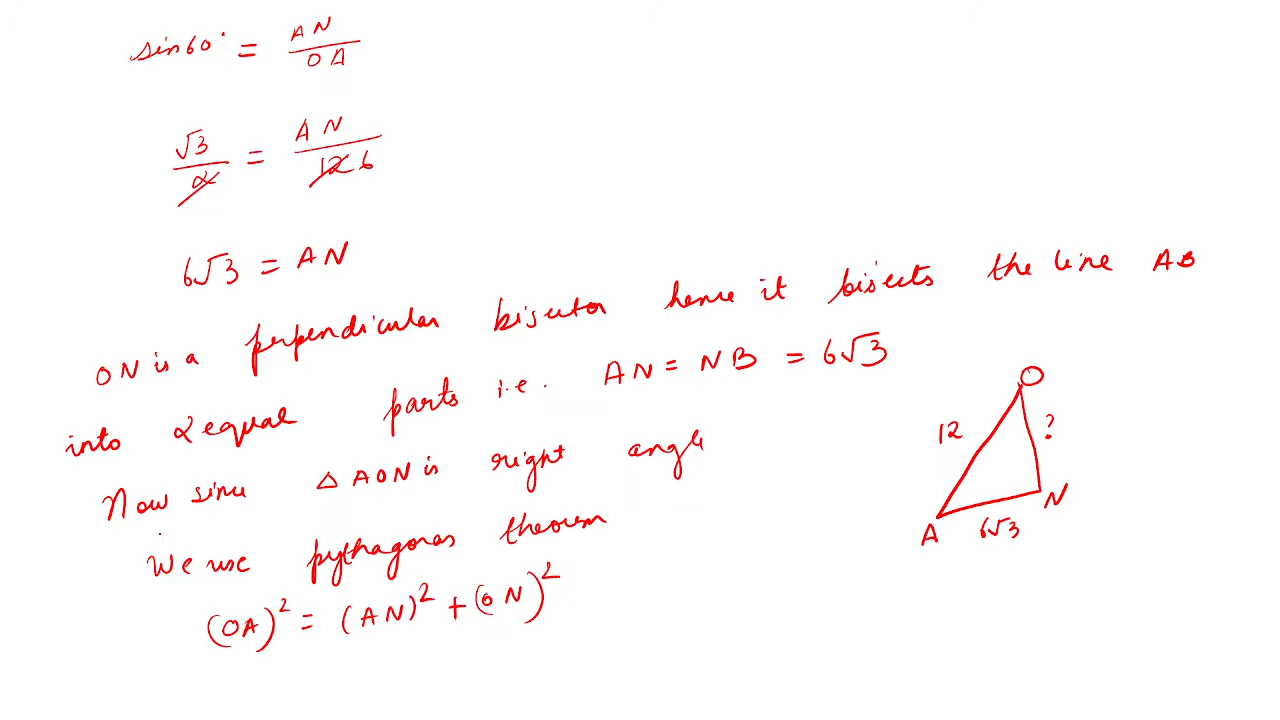 sin60° = AN/OA
√3/2 = AN/12 6
6√3 = AN
ON is a perpendicular bisector hence it bisects the line AB
into 2 equal parts i.e. AN = NB = 6√3
Now since △AON is right angle
We use pythagoras theorem
(OA)² = (AN)² + (ON)²
O
12
?
A
6√3
N